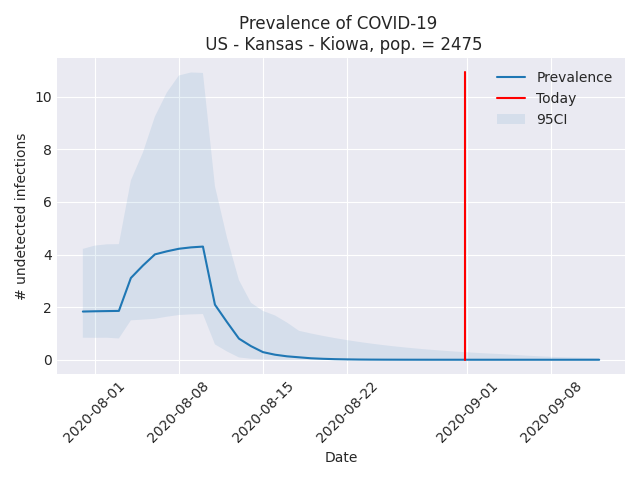 Prevalence of COVID-19
US - Kansas - Kiowa, pop. = 2475
# undetected infections
10
8
6
4
2
0
Prevalence
Today
95CI
2020-08-01
2020-08-08
2020-08-15
2020-08-22
2020-09-01
2020-09-08
Date